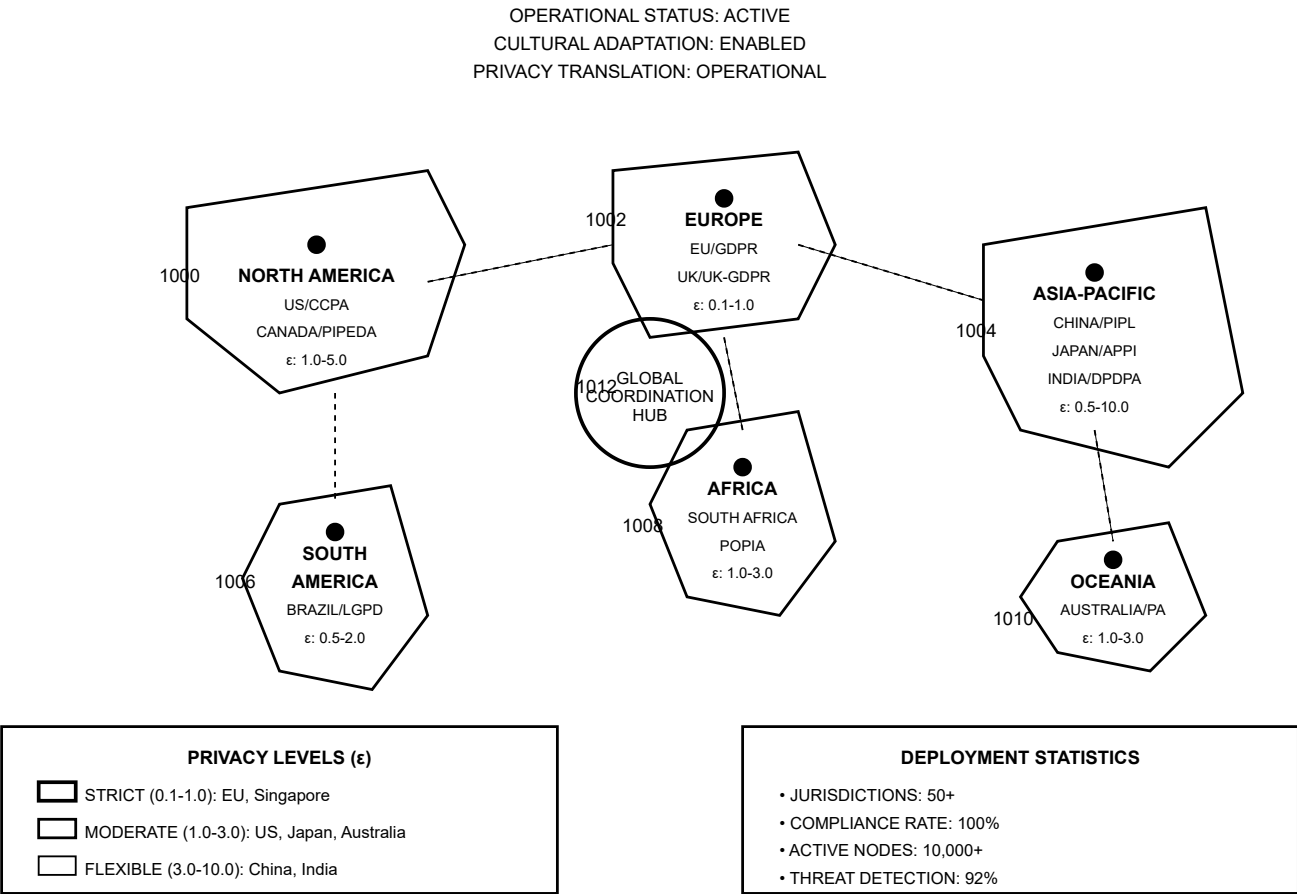 OPERATIONAL STATUS: ACTIVE
CULTURAL ADAPTATION: ENABLED
PRIVACY TRANSLATION: OPERATIONAL
1000
NORTH AMERICA
US/CCPA
CANADA/PIPEDA
ε: 1.0-5.0
1002
EUROPE
EU/GDPR
UK/UK-GDPR
ε: 0.1-1.0
1004
ASIA-PACIFIC
CHINA/PIPL
JAPAN/APPI
INDIA/DPDPA
ε: 0.5-10.0
1012
GLOBAL
COORDINATION
HUB
1006
SOUTH
AMERICA
BRAZIL/LGPD
ε: 0.5-2.0
1008
AFRICA
SOUTH AFRICA
POPIA
ε: 1.0-3.0
1010
OCEANIA
AUSTRALIA/PA
ε: 1.0-3.0
PRIVACY LEVELS (ε)
STRICT (0.1-1.0): EU, Singapore
MODERATE (1.0-3.0): US, Japan, Australia
FLEXIBLE (3.0-10.0): China, India
DEPLOYMENT STATISTICS
• JURISDICTIONS: 50+
• COMPLIANCE RATE: 100%
• ACTIVE NODES: 10,000+
• THREAT DETECTION: 92%